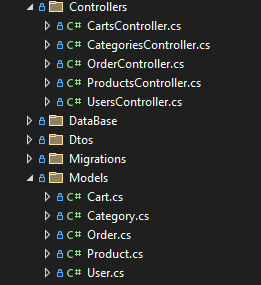 Controllers
C# CartsController.cs
C# CategoriesController.cs
C# OrderController.cs
C# ProductsController.cs
C# UsersController.cs
DataBase
Dtos
Migrations
Models
C# Cart.cs
C# Category.cs
C# Order.cs
C# Product.cs
C# User.cs